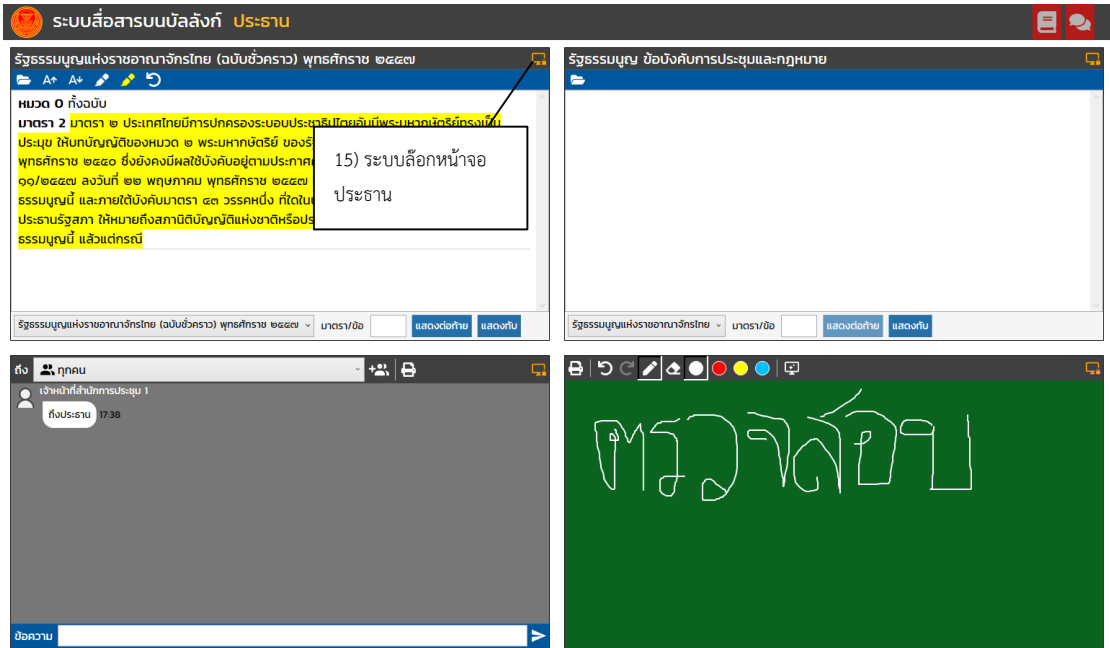 ระบบสื่อสารบนบัลลังก์ ประธาน
รัฐธรรมนูญแห่งราชอาณาจักรไทย (ฉบับชั่วคราว) พุทธศักราช ๒๕๕๗
A A
หมวด 0 ทั้งฉบับ
มาตรา 2 มาตรา ๒ ประเทศไทยมีการปกครองระบอบประชาธิปไตยอันมีพระมหากษัตริย์ทรงเป็น
ประมุข ให้บทบัญญัติของหมวด ๒ พระมหากษัตริย์ ของรั
พุทธศักราช ๒๕๕๐ ซึ่งยังคงมีผลใช้บังคับอยู่ตามประกาศ
๑๑/๒๕๕๗ ลงวันที่ ๒๒ พฤษภาคม พุทธศักราช ๒๕๕๗
ธรรมนูญนี้ และภายใต้บังคับมาตรา ๔๓ วรรคหนึ่ง ที่ใดใน
ประธานรัฐสภา ให้หมายถึงสภานิติบัญญัติแห่งชาติหรือปร
ธรรมนูญนี้ แล้วแต่กรณี
15) ระบบล๊อกหน้าจอ
ประธาน
รัฐธรรมนูญแห่งราชอาณาจักรไทย (ฉบับชั่วคราว) พุทธศักราช ๒๕๕๗ มาตรา/ข้อ แสดงต่อท้าย แสดงทับ
รัฐธรรมนูญ ข้อบังคับการประชุมและกฎหมาย
รัฐธรรมนูญแห่งราชอาณาจักรไทย มาตรา/ข้อ แสดงต่อท้าย แสดงทับ
ถึง ทุกคน
เจ้าหน้าที่สำนักการประชุม 1
ถึงประธาน 17:38
ข้อความ
ตรวจสอบ